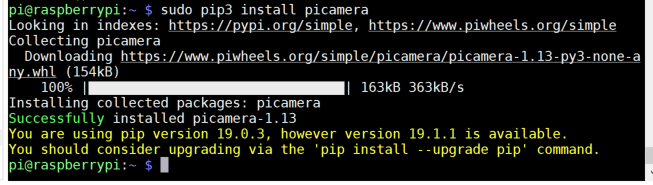 pi@raspberrypi:~ $ sudo pip3 install picamera
Looking in indexes: https://pypi.org/simple, https://www.piwheels.org/simple
Collecting picamera
  Downloading https://www.piwheels.org/simple/picamera/picamera-1.13-py3-none-a
ny.whl (154kB)
    100% |████████████████████████████████| 163kB 363kB/s
Installing collected packages: picamera
Successfully installed picamera-1.13
You are using pip version 19.0.3, however version 19.1.1 is available.
You should consider upgrading via the 'pip install --upgrade pip' command.
pi@raspberrypi:~ $